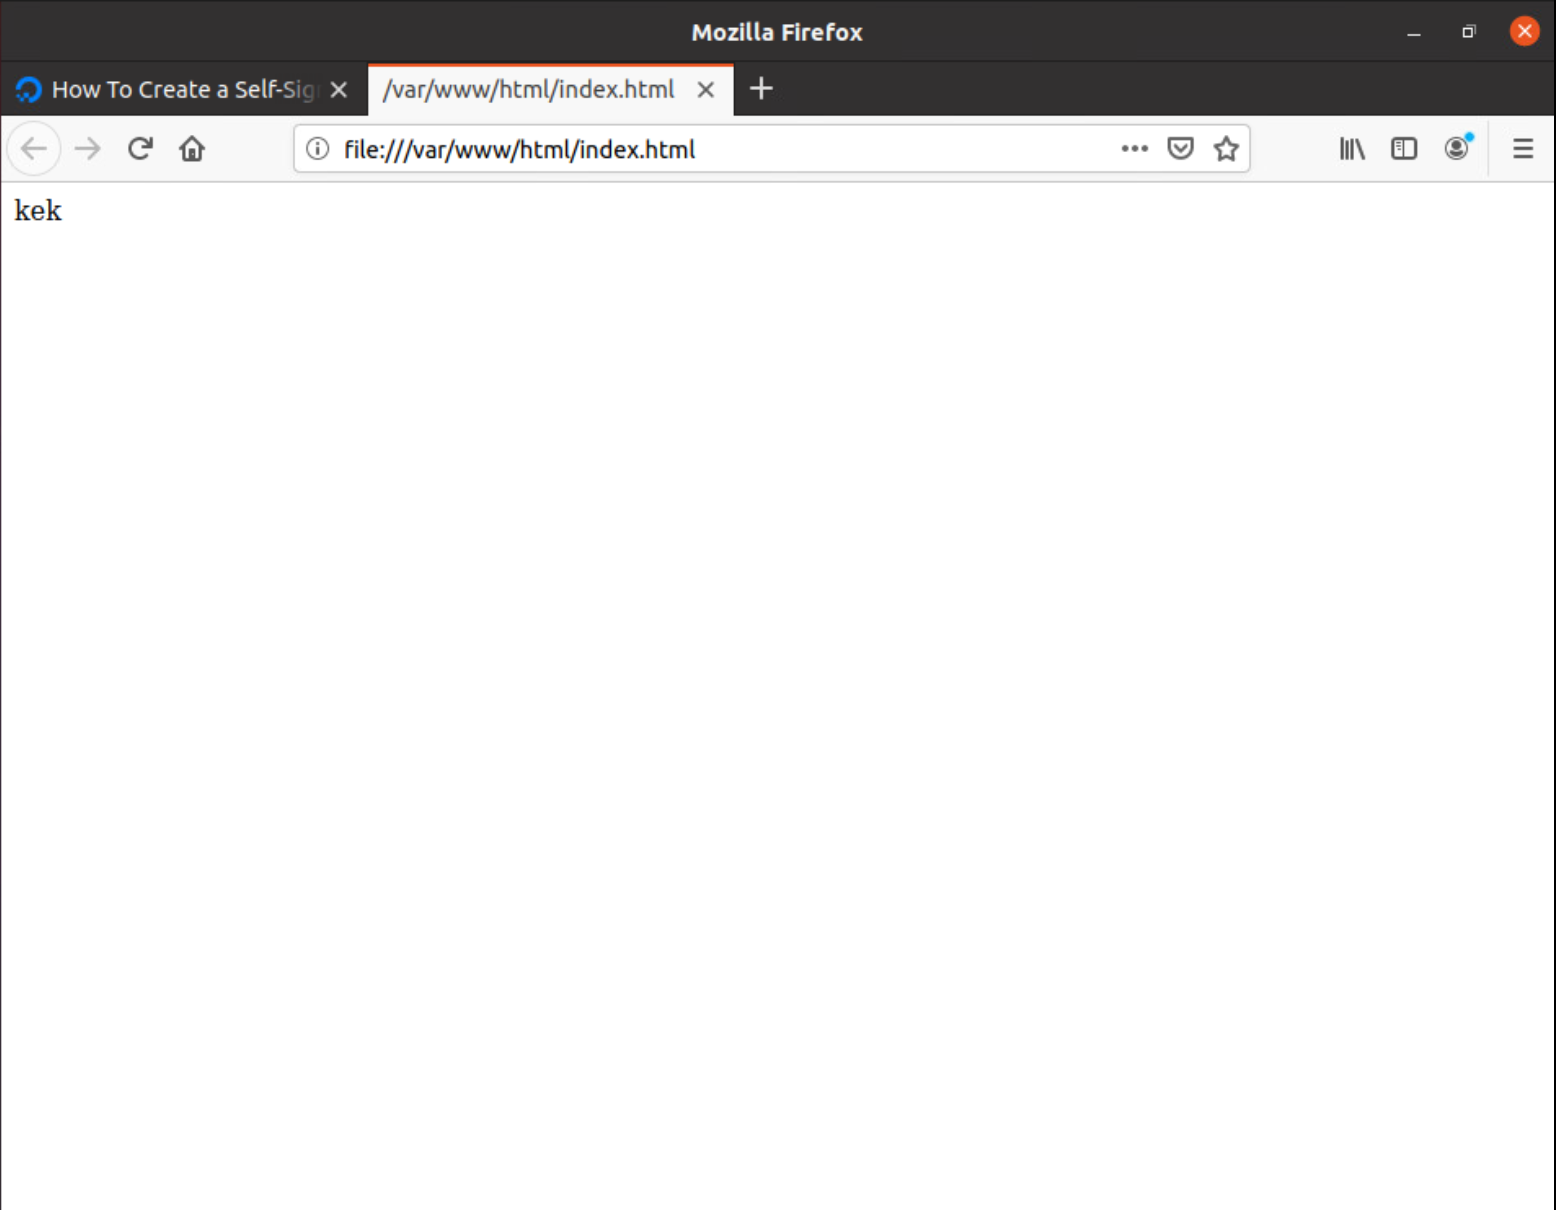 Mozilla Firefox
How To Create a Self-Sig
/var/www/html/index.html
file:///var/www/html/index.html
kek